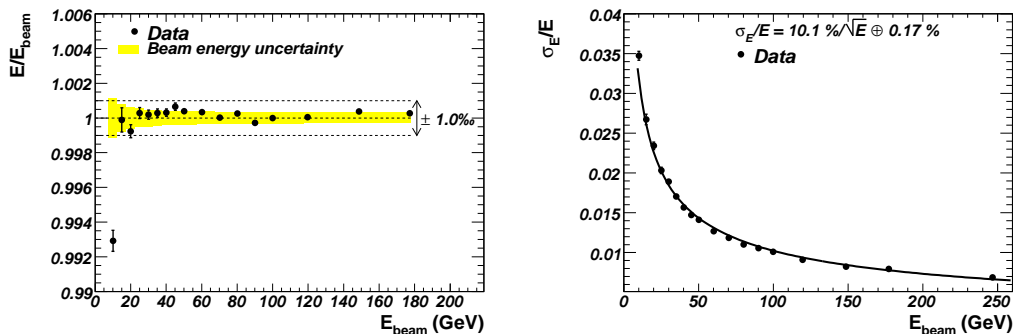 E/E_beam
1.006
1.004
1.002
1
0.998
0.996
0.994
0.992
0.99
Data
Beam energy uncertainty
± 1.0‰
0 20 40 60 80 100 120 140 160 180 200
E_beam (GeV)
σ_E/E
0.04
0.035
0.03
0.025
0.02
0.015
0.01
σ_E/E = 10.1 %/√E ⊕ 0.17 %
Data
0 50 100 150 200 250
E_beam (GeV)